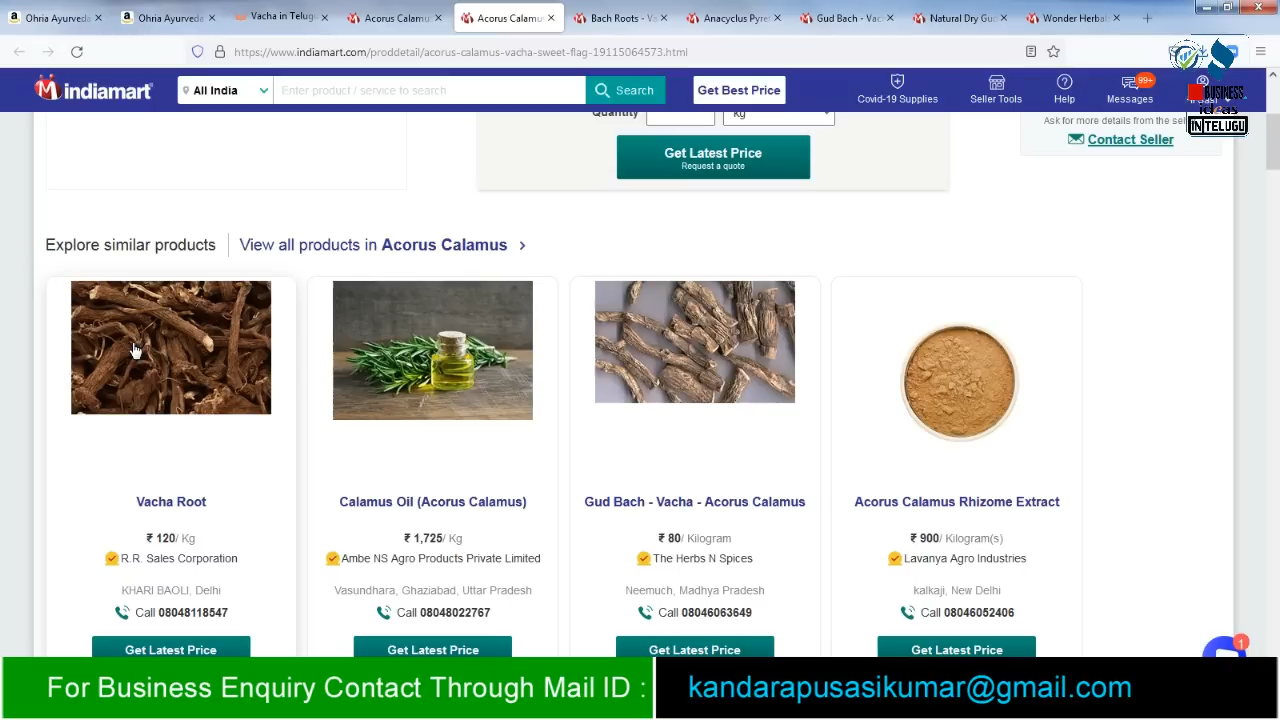 Ohria Ayurveda
Ohria Ayurveda
Vacha in Telugu
Acorus Calamu
Acorus Calamu
Bach Roots - Va
Anacyclus Pyre
Gud Bach - Vac
Natural Dry Gu
Wonder Herbal
https://www.indiamart.com/proddetail/acorus-calamus-vacha-sweet-flag-19115064573.html
indiamart
All India
Enter product / service to search
Search
Get Best Price
Covid-19 Supplies
Seller Tools
Help
99+
Messages
BUSINESS
ideas
IN TELUGU
Quantity
kg
Ask for more details from the sel
Get Latest Price
Request a quote
Contact Seller
Explore similar products
View all products in Acorus Calamus >
Vacha Root
₹ 120/ Kg
R.R. Sales Corporation
KHARI BAOLI, Delhi
Call 08048118547
Get Latest Price
Calamus Oil (Acorus Calamus)
₹ 1,725/ Kg
Ambe NS Agro Products Private Limited
Vasundhara, Ghaziabad, Uttar Pradesh
Call 08048022767
Get Latest Price
Gud Bach - Vacha - Acorus Calamus
₹ 80/ Kilogram
The Herbs N Spices
Neemuch, Madhya Pradesh
Call 08046063649
Get Latest Price
Acorus Calamus Rhizome Extract
₹ 900/ Kilogram(s)
Lavanya Agro Industries
kalkaji, New Delhi
Call 08046052406
Get Latest Price
1
For Business Enquiry Contact Through Mail ID :
kandarapusasikumar@gmail.com